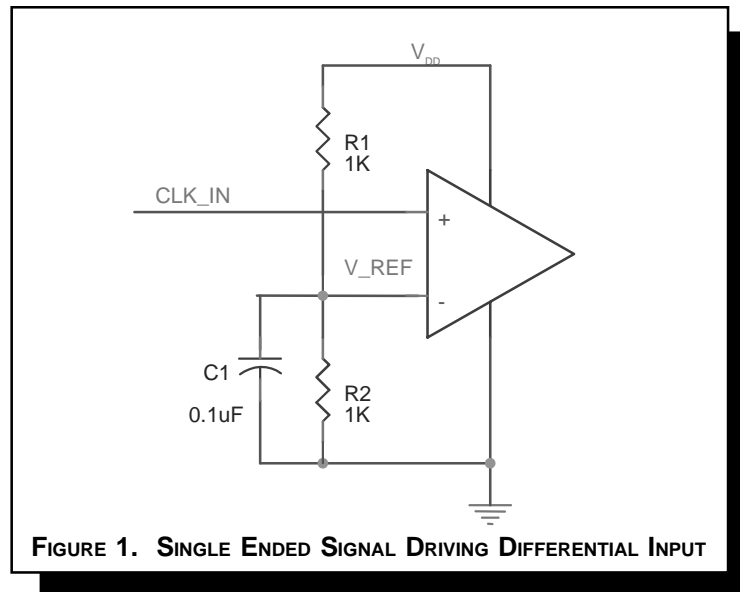 V_DD
R1
1K
CLK_IN
+
V_REF
-
C1
0.1uF
R2
1K
FIGURE 1. SINGLE ENDED SIGNAL DRIVING DIFFERENTIAL INPUT